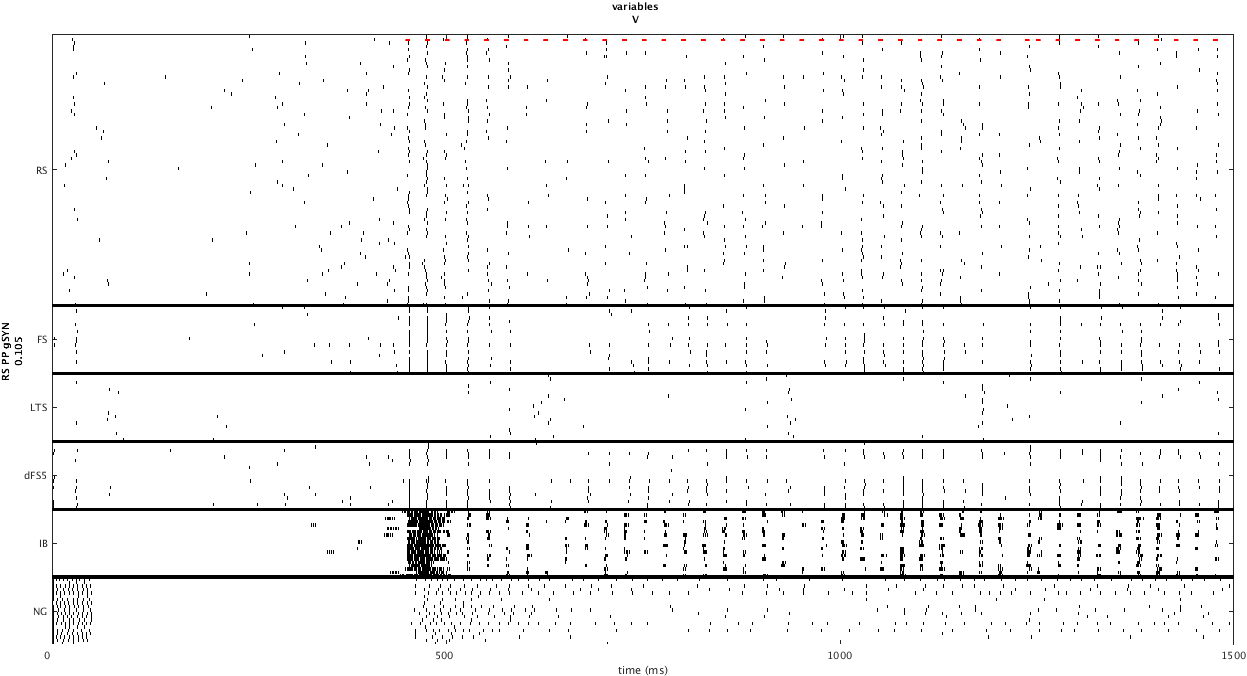 variables
V
RS
FS
LTS
dFS5
IB
NG
RS PP gSYN
0.105
0
500
1000
1500
time (ms)